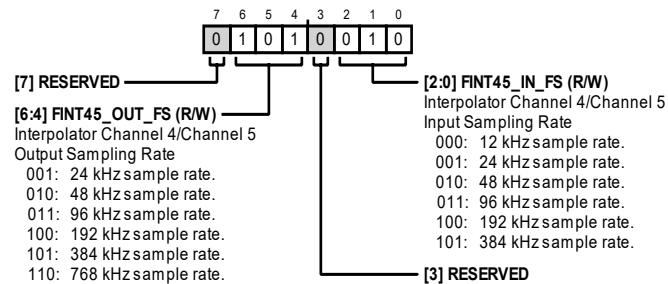 7 6 5 4 3 2 1 0
0 1 0 1 0 0 1 0
[7] RESERVED
[6:4] FINT45_OUT_FS (R/W)
Interpolator Channel 4/Channel 5
Output Sampling Rate
001: 24 kHz sample rate.
010: 48 kHz sample rate.
011: 96 kHz sample rate.
100: 192 kHz sample rate.
101: 384 kHz sample rate.
110: 768 kHz sample rate.
[2:0] FINT45_IN_FS (R/W)
Interpolator Channel 4/Channel 5
Input Sampling Rate
000: 12 kHz sample rate.
001: 24 kHz sample rate.
010: 48 kHz sample rate.
011: 96 kHz sample rate.
100: 192 kHz sample rate.
101: 384 kHz sample rate.
[3] RESERVED